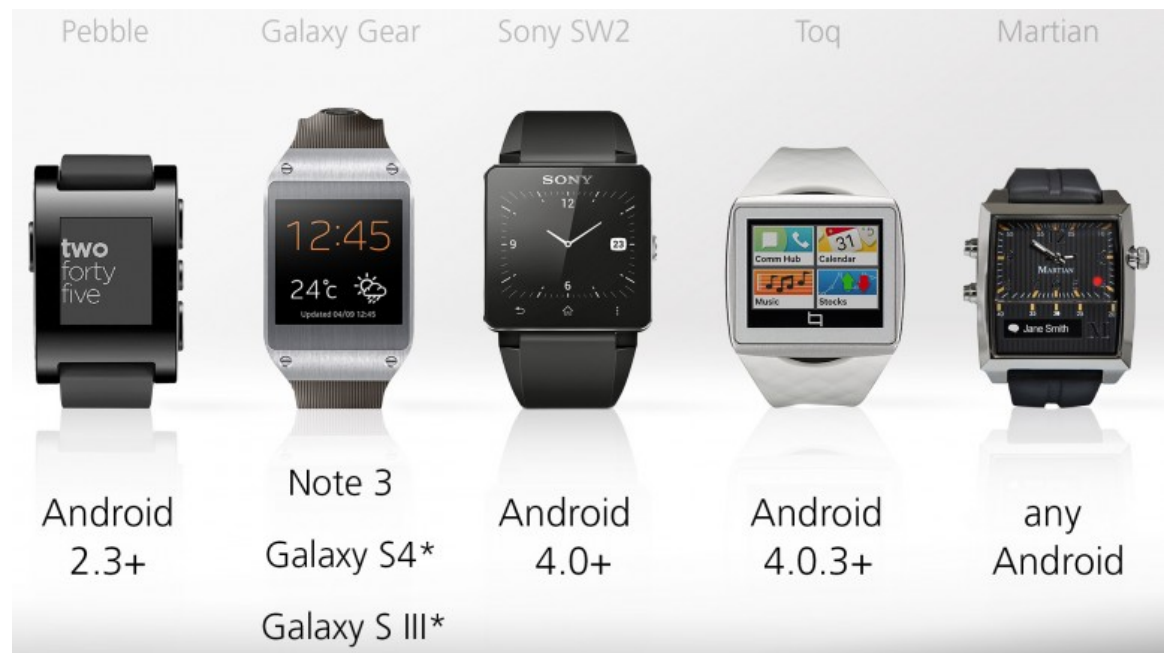 Pebble
Galaxy Gear
Sony SW2
Toq
Martian
two
forty
five
12:45
24°c
Updated 04/09 12:45
SONY
12
9
23
6
Comm Hub
31
Calendar
Music
Stocks
MARTIAN
Jane Smith
Android
2.3+
Note 3
Galaxy S4*
Galaxy S III*
Android
4.0+
Android
4.0.3+
any
Android